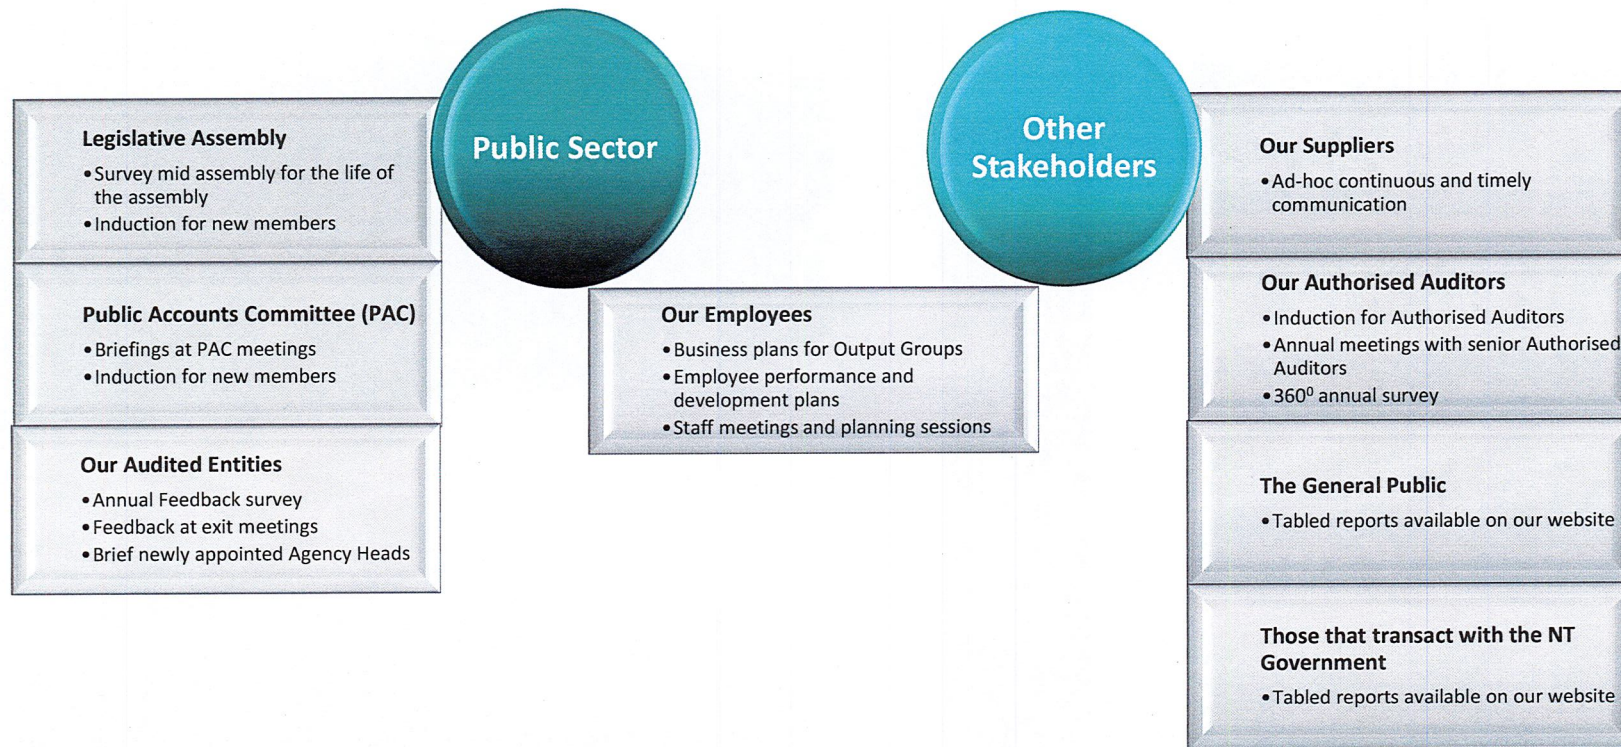 Public Sector
Legislative Assembly
•Survey mid assembly for the life of
the assembly
•Induction for new members
Public Accounts Committee (PAC)
•Briefings at PAC meetings
•Induction for new members
Our Audited Entities
•Annual Feedback survey
•Feedback at exit meetings
•Brief newly appointed Agency Heads
Our Employees
•Business plans for Output Groups
•Employee performance and
development plans
•Staff meetings and planning sessions
Other
Stakeholders
Our Suppliers
•Ad-hoc continuous and timely
communication
Our Authorised Auditors
•Induction for Authorised Auditors
•Annual meetings with senior Authorised
Auditors
•360⁰ annual survey
The General Public
•Tabled reports available on our website
Those that transact with the NT
Government
•Tabled reports available on our website